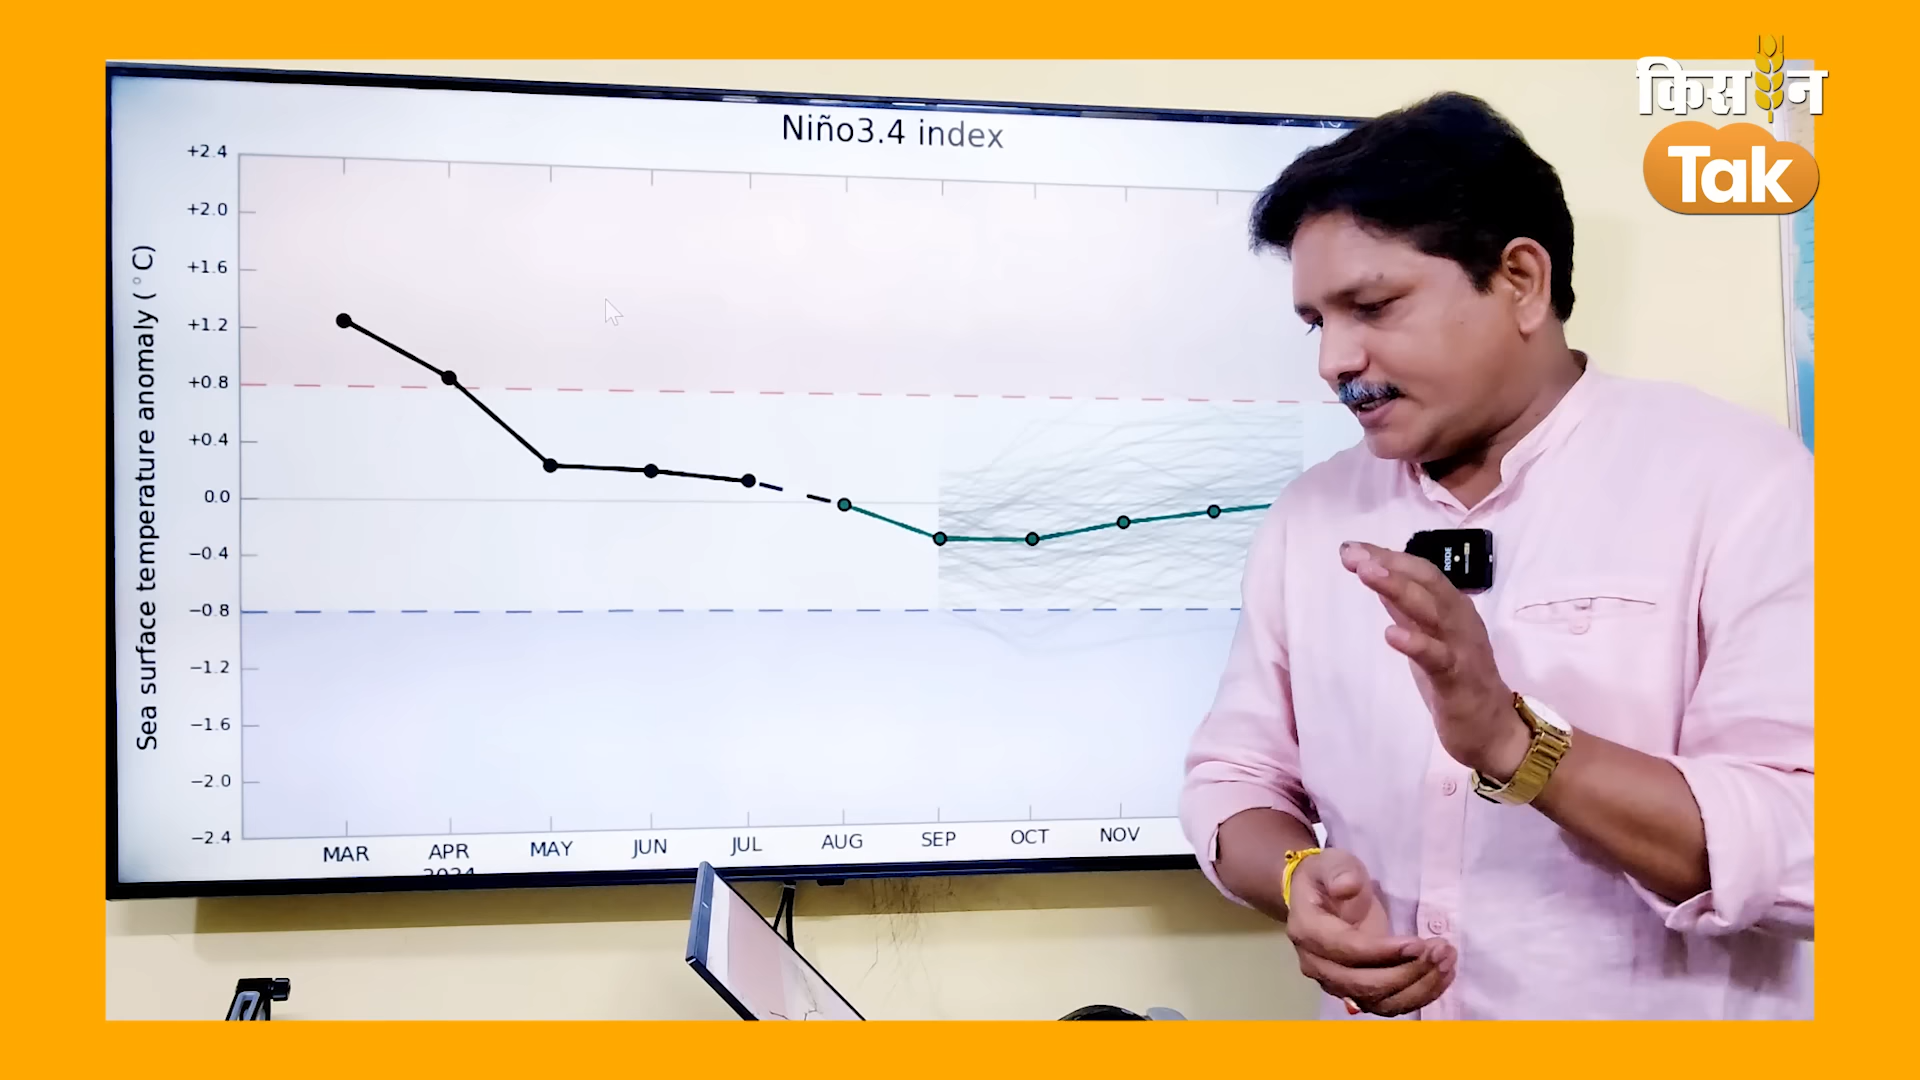 किसान
Tak
Niño3.4 index
Sea surface temperature anomaly (°C)
+2.4
+2.0
+1.6
+1.2
+0.8
+0.4
0.0
−0.4
−0.8
−1.2
−1.6
−2.0
−2.4
MAR APR MAY JUN JUL AUG SEP OCT NOV
2024
RØDE